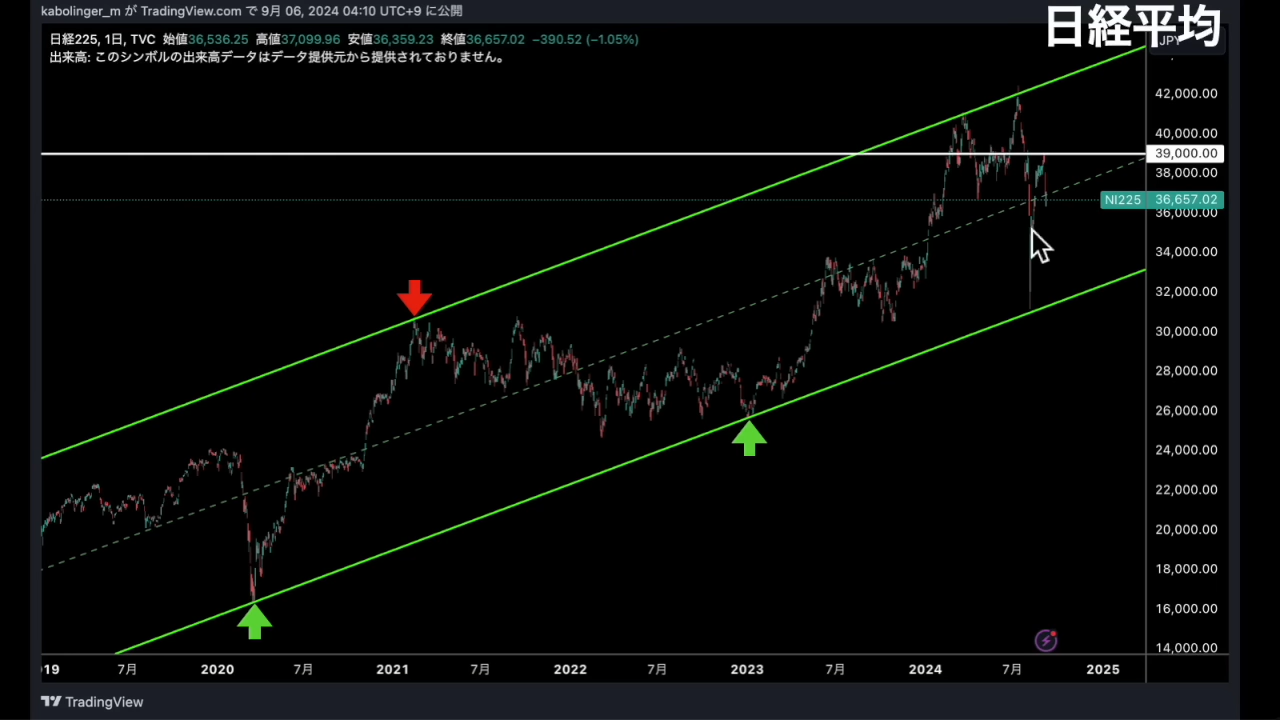 kabolinger_m が TradingView.com で 9月 06, 2024 04:10 UTC+9 に公開
日経平均
日経225, 1日, TVC 始値36,536.25 高値37,099.96 安値36,359.23 終値36,657.02 −390.52 (−1.05%)
JPY
出来高: このシンボルの出来高データはデータ提供元から提供されておりません。
42,000.00
40,000.00
39,000.00
38,000.00
NI225 36,657.02
36,000.00
34,000.00
32,000.00
30,000.00
28,000.00
26,000.00
24,000.00
22,000.00
20,000.00
18,000.00
16,000.00
14,000.00
19 7月 2020 7月 2021 7月 2022 7月 2023 7月 2024 7月 2025
TradingView